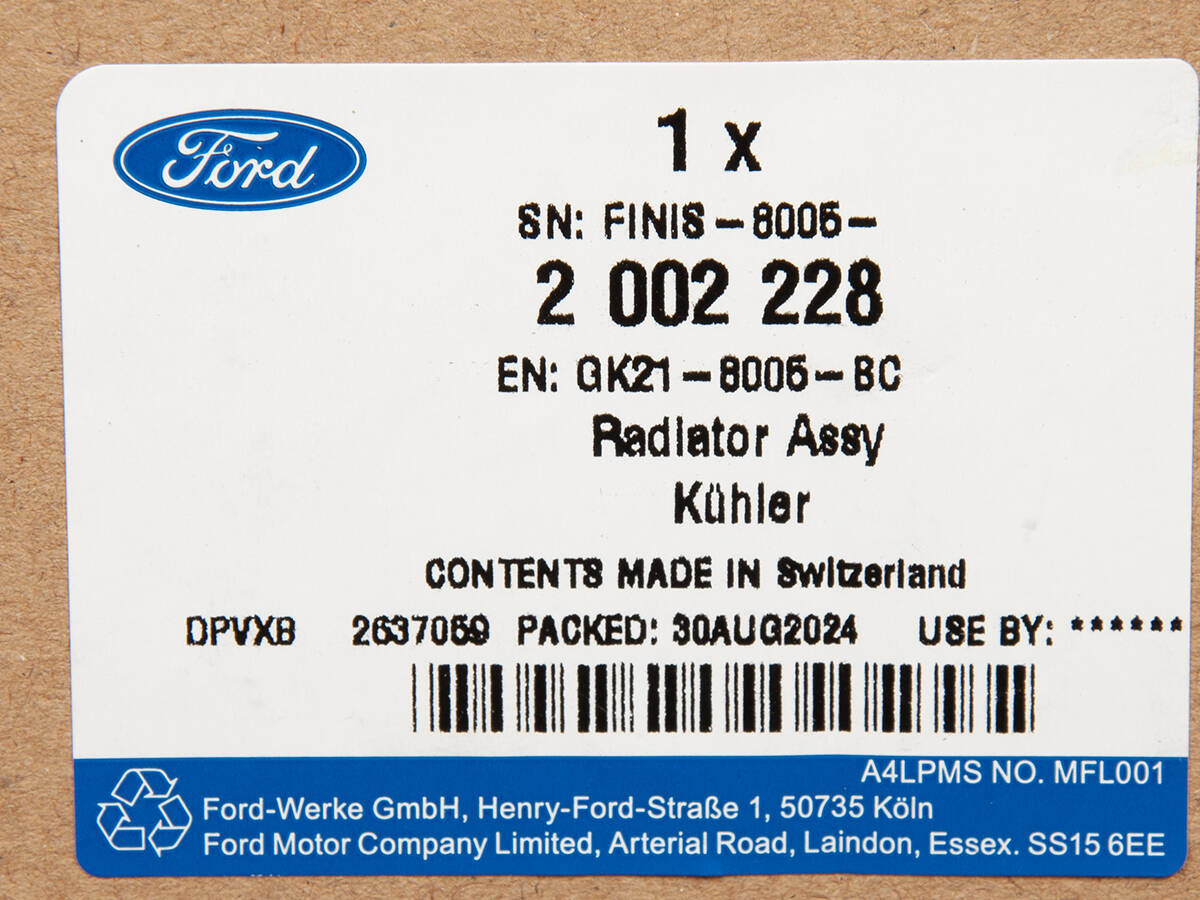 Ford
1 x
SN: FINIS-8005-
2 002 228
EN: GK21-8005-BC
Radiator Assy
Kühler
CONTENTS MADE IN Switzerland
DPVXB 2637059 PACKED: 30AUG2024 USE BY: ******
A4LPMS NO. MFL001
Ford-Werke GmbH, Henry-Ford-Straße 1, 50735 Köln
Ford Motor Company Limited, Arterial Road, Laindon, Essex. SS15 6EE